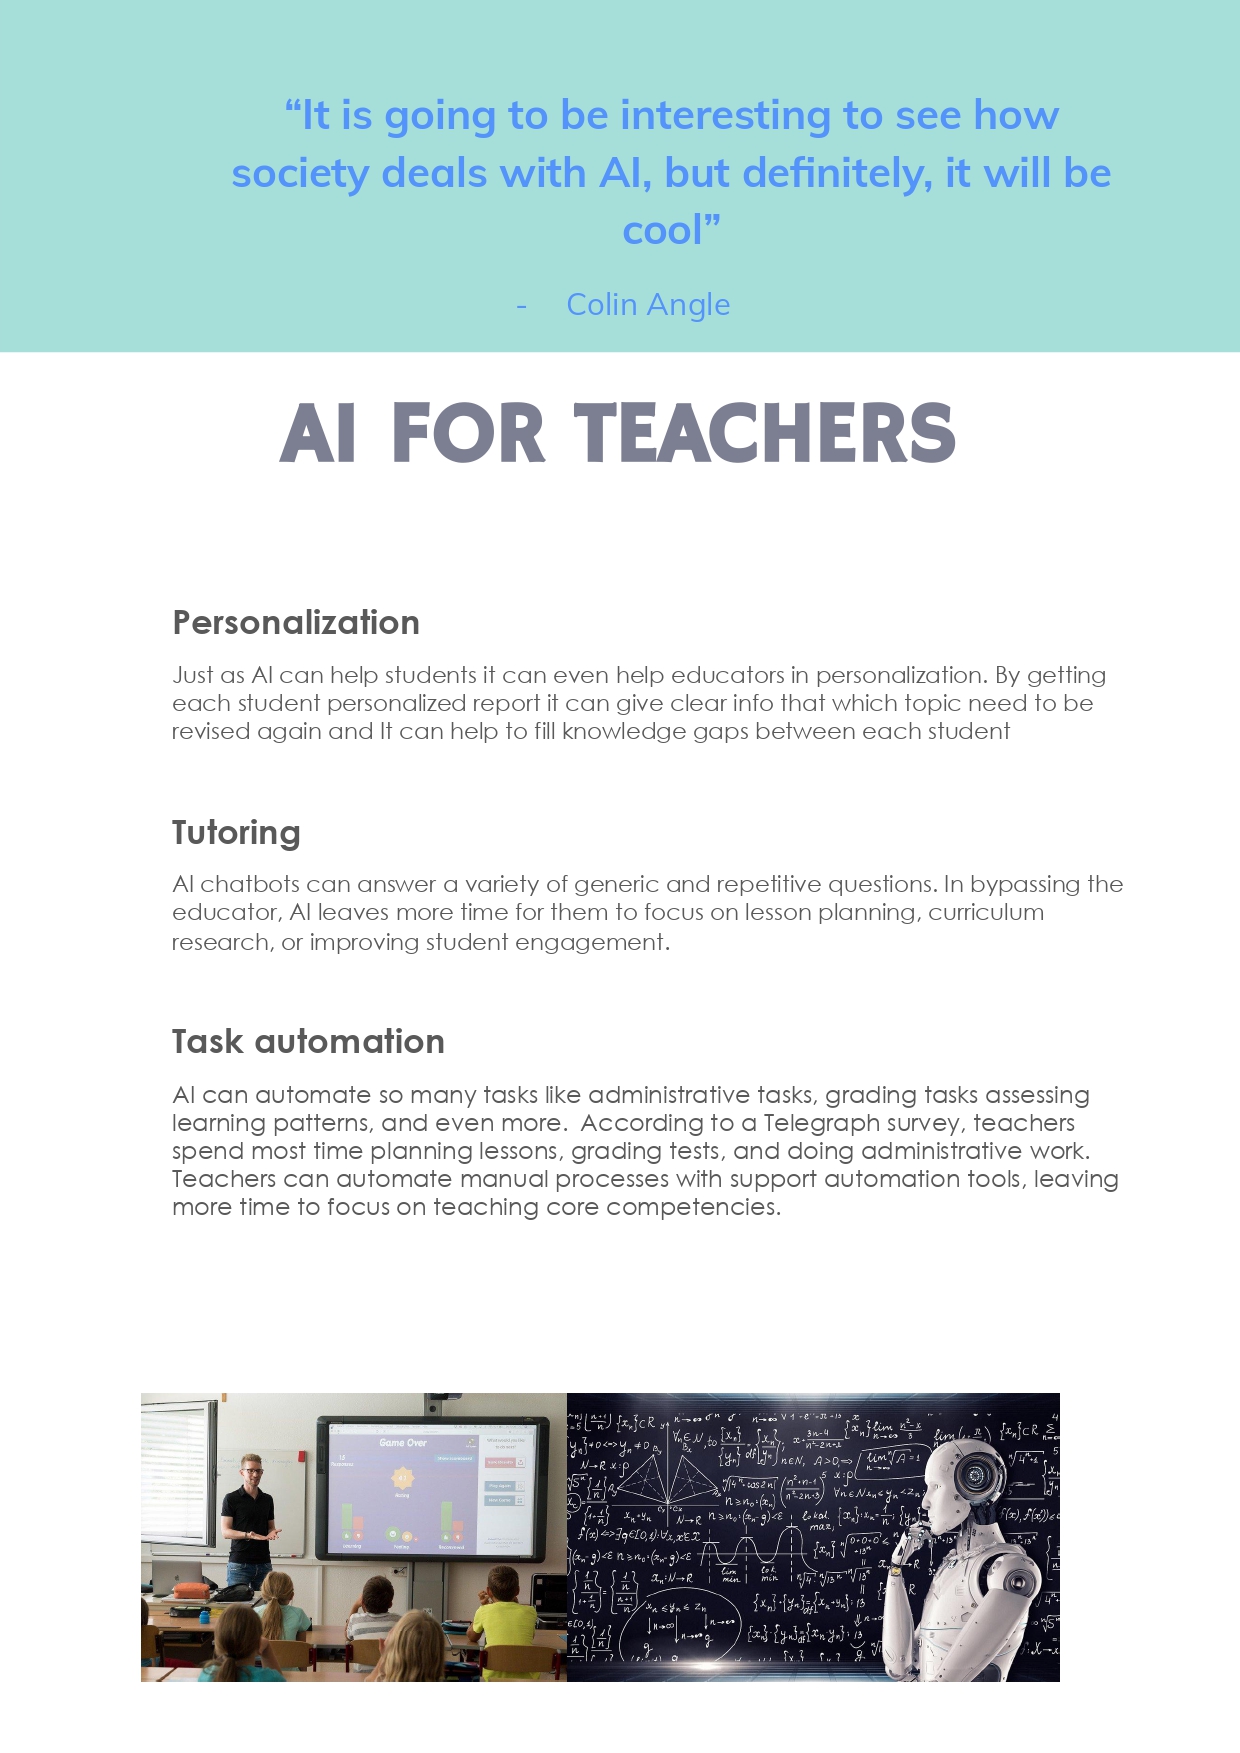 “It is going to be interesting to see how
society deals with AI, but definitely, it will be
cool”
- Colin Angle
AI FOR TEACHERS
Personalization
Just as AI can help students it can even help educators in personalization. By getting
each student personalized report it can give clear info that which topic need to be
revised again and It can help to fill knowledge gaps between each student
Tutoring
AI chatbots can answer a variety of generic and repetitive questions. In bypassing the
educator, AI leaves more time for them to focus on lesson planning, curriculum
research, or improving student engagement.
Task automation
AI can automate so many tasks like administrative tasks, grading tasks assessing
learning patterns, and even more.  According to a Telegraph survey, teachers
spend most time planning lessons, grading tests, and doing administrative work.
Teachers can automate manual processes with support automation tools, leaving
more time to focus on teaching core competencies.
Game Over